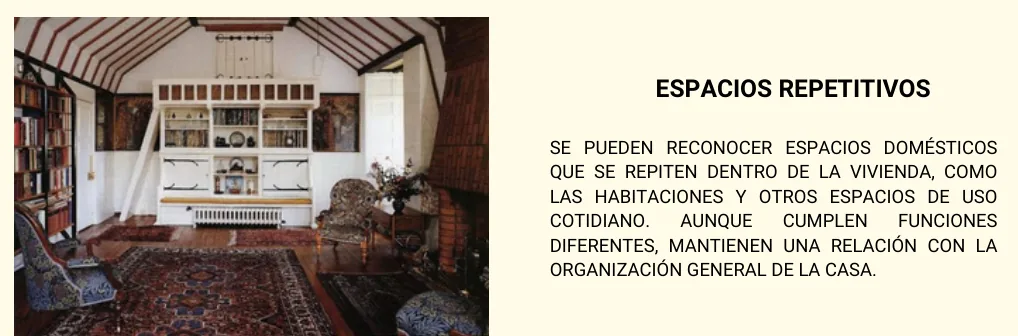 ESPACIOS REPETITIVOS
SE PUEDEN RECONOCER ESPACIOS DOMÉSTICOS
QUE SE REPITEN DENTRO DE LA VIVIENDA, COMO
LAS HABITACIONES Y OTROS ESPACIOS DE USO
COTIDIANO. AUNQUE CUMPLEN FUNCIONES
DIFERENTES, MANTIENEN UNA RELACIÓN CON LA
ORGANIZACIÓN GENERAL DE LA CASA.